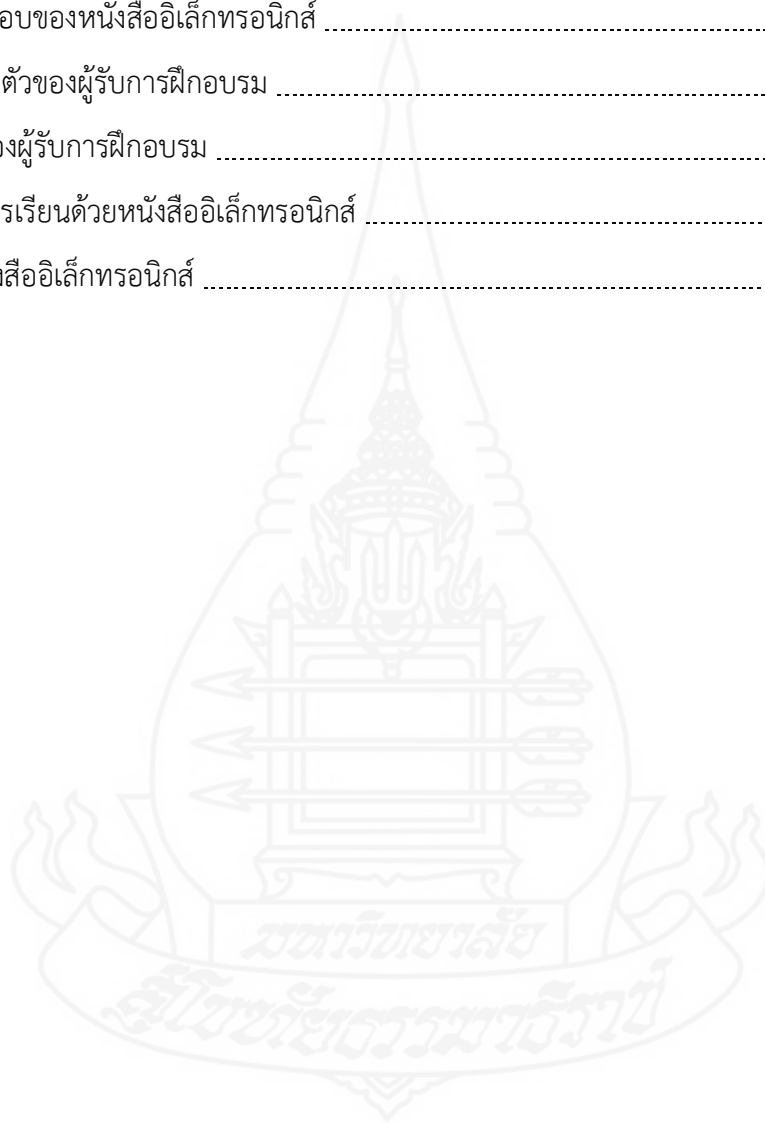 อบของหนังสืออิเล็กทรอนิกส์
ตัวของผู้รับการฝึกอบรม
องผู้รับการฝึกอบรม
รเรียนด้วยหนังสืออิเล็กทรอนิกส์
งสืออิเล็กทรอนิกส์
มหาวิทยาลัย
สุโขทัยธรรมาธิราช